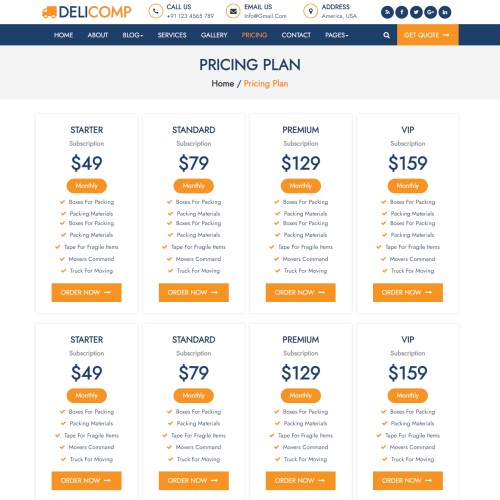 DELICOMP
CALL US
+91 123 4565 789
EMAIL US
Info@Gmail.Com
ADDRESS
America, USA
HOME ABOUT BLOG SERVICES GALLERY PRICING CONTACT PAGES GET QUOTE
PRICING PLAN
Home / Pricing Plan
STARTER STANDARD PREMIUM VIP
Subscription Subscription Subscription Subscription
$49 $79 $129 $159
Monthly Monthly Monthly Monthly
Boxes For Packing Boxes For Packing Boxes For Packing Boxes For Packing
Packing Materials Packing Materials Packing Materials Packing Materials
Boxes For Packing Boxes For Packing Boxes For Packing Boxes For Packing
Packing Materials Packing Materials Packing Materials Packing Materials
Tape For Fragile Items Tape For Fragile Items Tape For Fragile Items Tape For Fragile Items
Movers Command Movers Command Movers Command Movers Command
Truck For Moving Truck For Moving Truck For Moving Truck For Moving
ORDER NOW ORDER NOW ORDER NOW ORDER NOW
STARTER STANDARD PREMIUM VIP
Subscription Subscription Subscription Subscription
$49 $79 $129 $159
Monthly Monthly Monthly Monthly
Boxes For Packing Boxes For Packing Boxes For Packing Boxes For Packing
Packing Materials Packing Materials Packing Materials Packing Materials
Tape For Fragile Items Tape For Fragile Items Tape For Fragile Items Tape For Fragile Items
Movers Command Movers Command Movers Command Movers Command
Truck For Moving Truck For Moving Truck For Moving Truck For Moving
ORDER NOW ORDER NOW ORDER NOW ORDER NOW